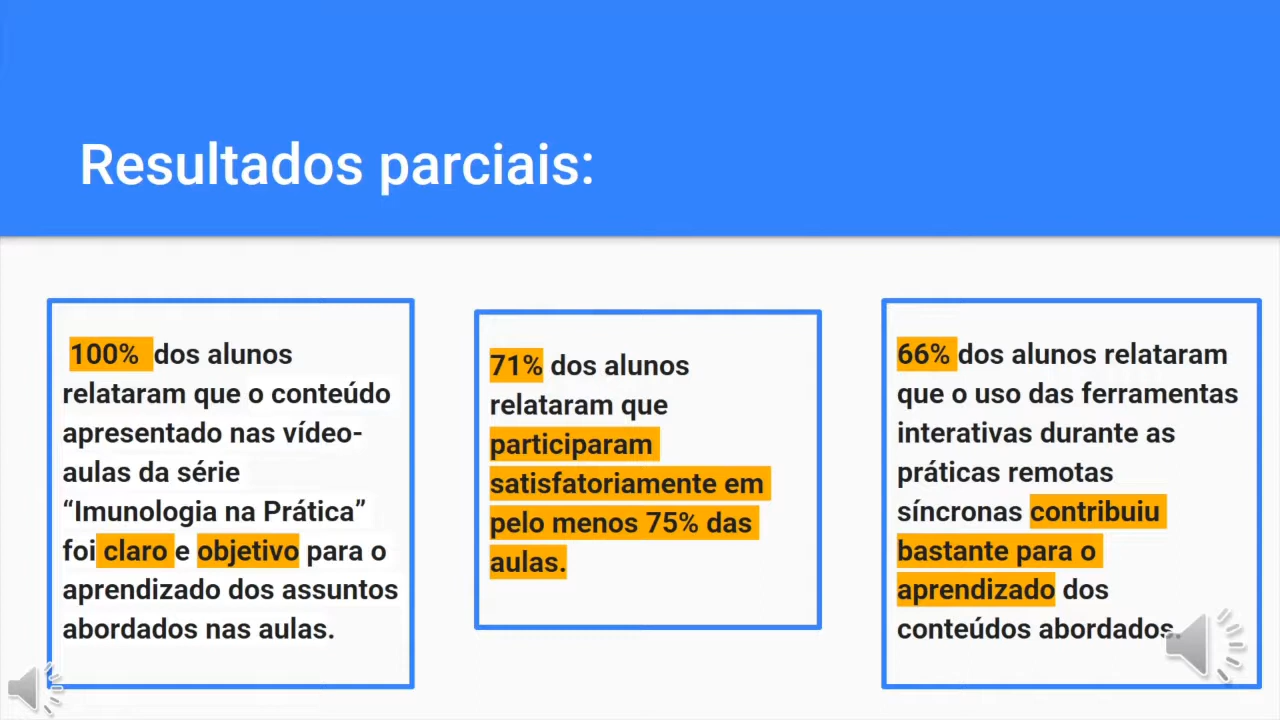 Resultados parciais:
100% dos alunos
relataram que o conteúdo
apresentado nas vídeo-
aulas da série
“Imunologia na Prática”
foi claro e objetivo para o
aprendizado dos assuntos
abordados nas aulas.
71% dos alunos
relataram que
participaram
satisfatoriamente em
pelo menos 75% das
aulas.
66% dos alunos relataram
que o uso das ferramentas
interativas durante as
práticas remotas
síncronas contribuiu
bastante para o
aprendizado dos
conteúdos abordados.